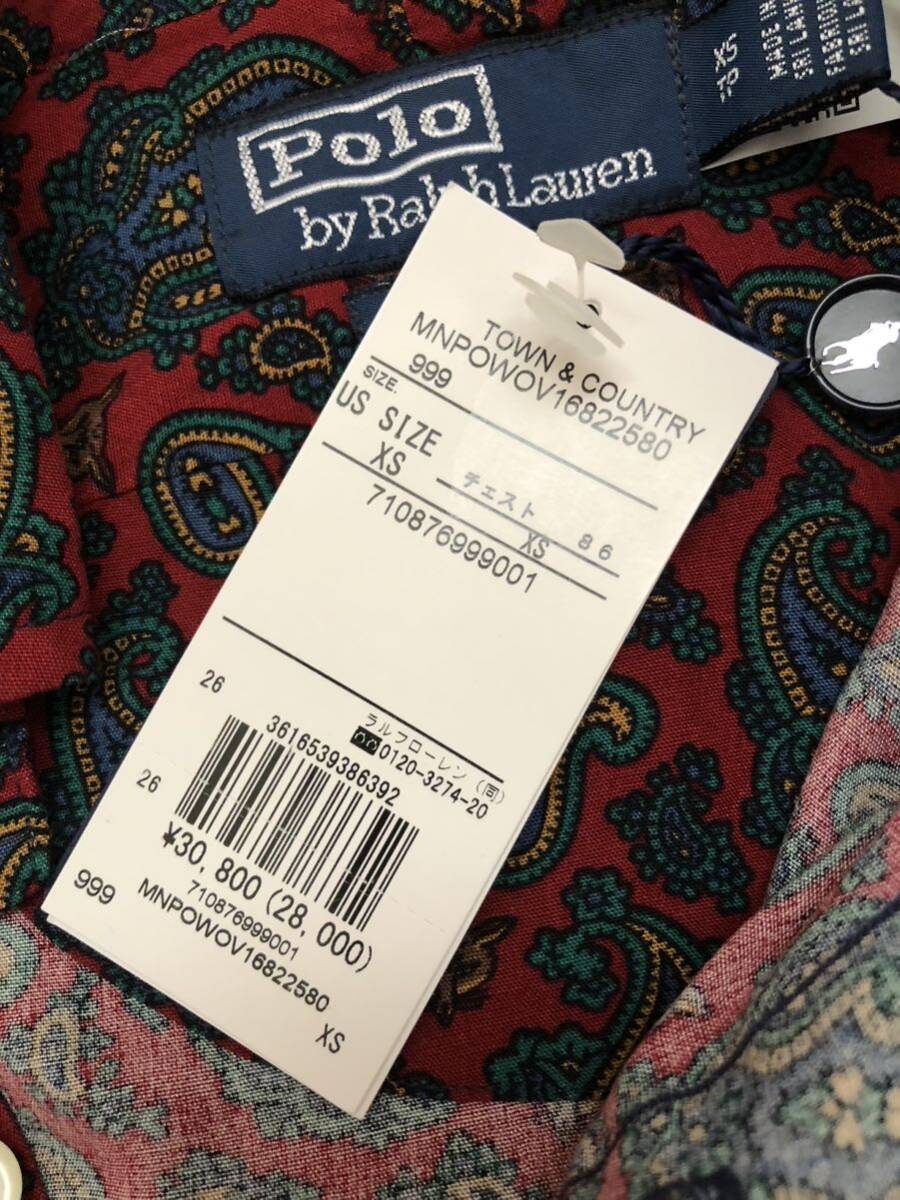 Polo
by Ralph Lauren
XS
MADE IN
TOWN & COUNTRY
MNPOWOV16822580
999
SIZE.
US SIZE
XS
チェスト 86
XS
710876999001
26
ラルフローレン(同)
0120-3274-20
3616539386392
26
¥30,800(28,000)
710876999001
999
MNPOWOV16822580
XS